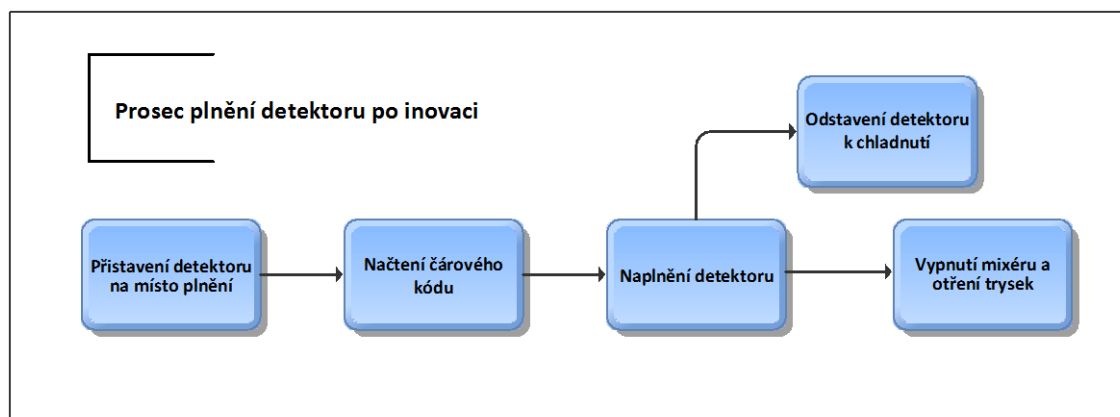 Prosec plnění detektoru po inovaci
Odstavení detektoru
k chladnutí
Přistavení detektoru
na místo plnění
Načtení čárového
kódu
Naplnění detektoru
Vypnutí mixéru a
otření trysek